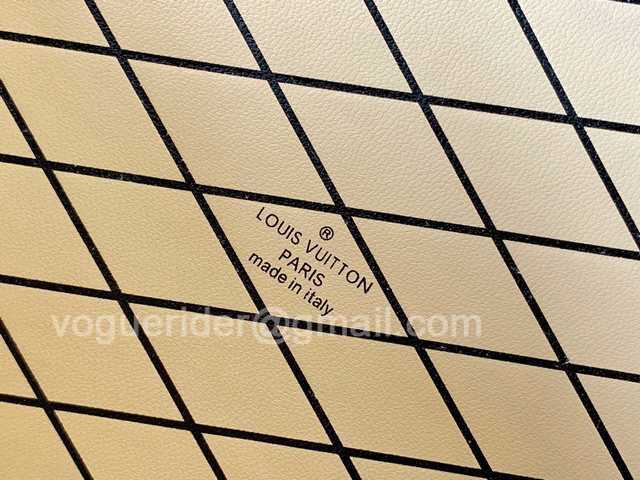 ®
LOUIS VUITTON
PARIS
made in italy
voguerider@gmail.com